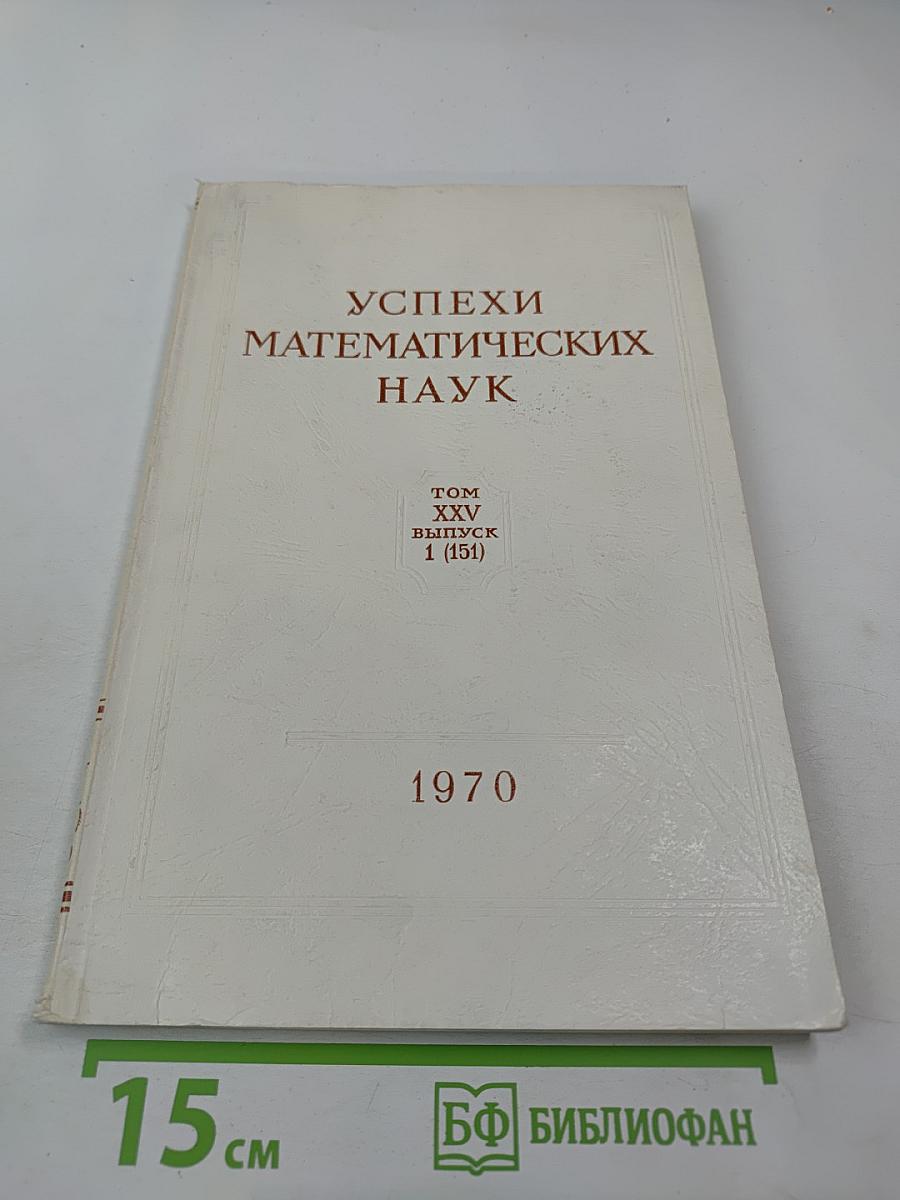 УСПЕХИ
МАТЕМАТИЧЕСКИХ
НАУК
ТОМ
XXV
ВЫПУСК
1 (151)
1970
15 см
БФ БИБЛИОФАН